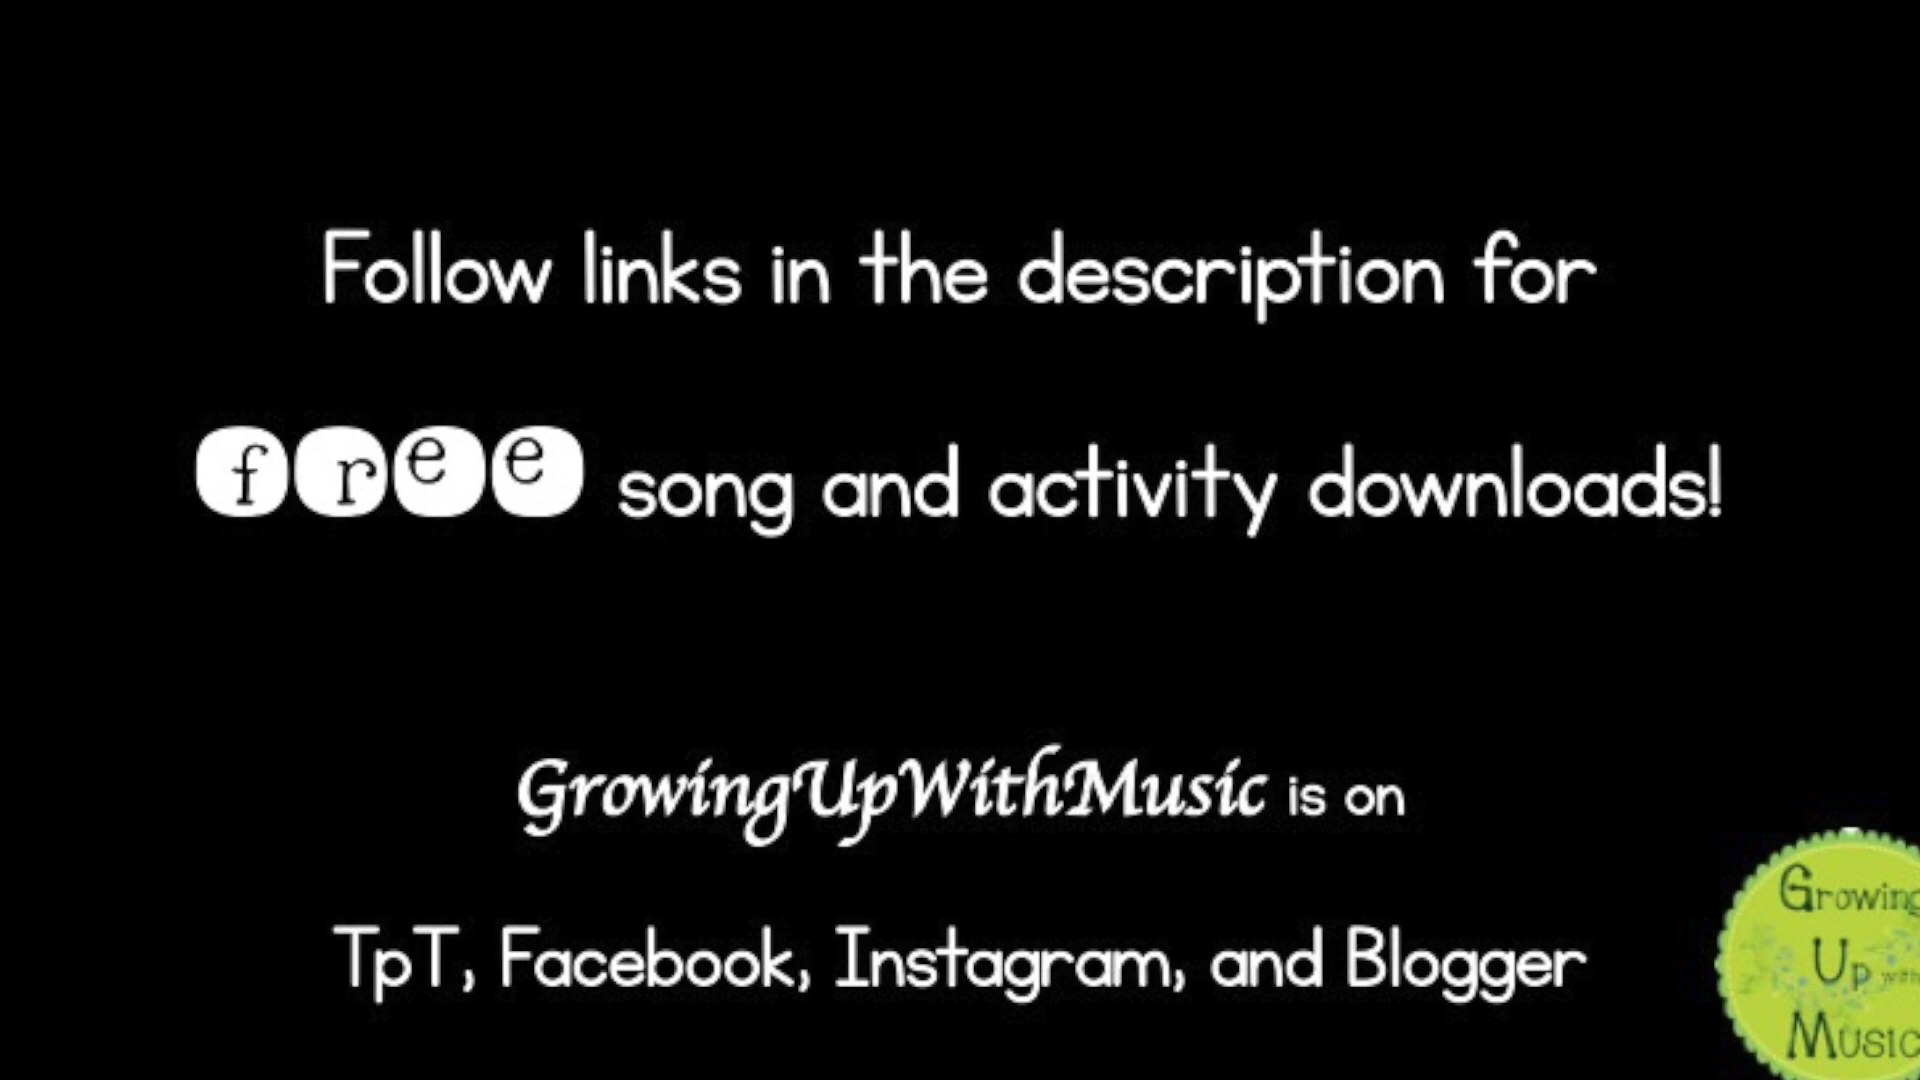 Follow links in the description for
free song and activity downloads!
GrowingUpWithMusic is on
TpT, Facebook, Instagram, and Blogger
Growing
Up with
Music